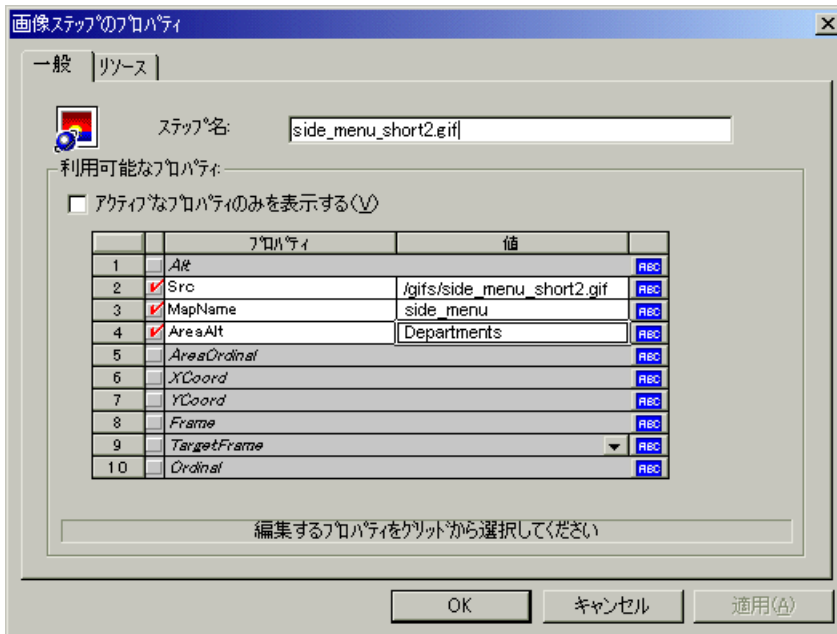 画像ステップのプロパティ
一般 リソース
ステップ名: side_menu_short2.gif
利用可能なプロパティ:
アクティブなプロパティのみを表示する(V)
プロパティ 値
1 Alt ABC
2 Src /gifs/side_menu_short2.gif ABC
3 MapName side_menu ABC
4 AreaAlt Departments ABC
5 AreaOrdinal ABC
6 XCoord ABC
7 YCoord ABC
8 Frame ABC
9 TargetFrame ABC
10 Ordinal ABC
編集するプロパティをグリッドから選択してください
OK キャンセル 適用(A)